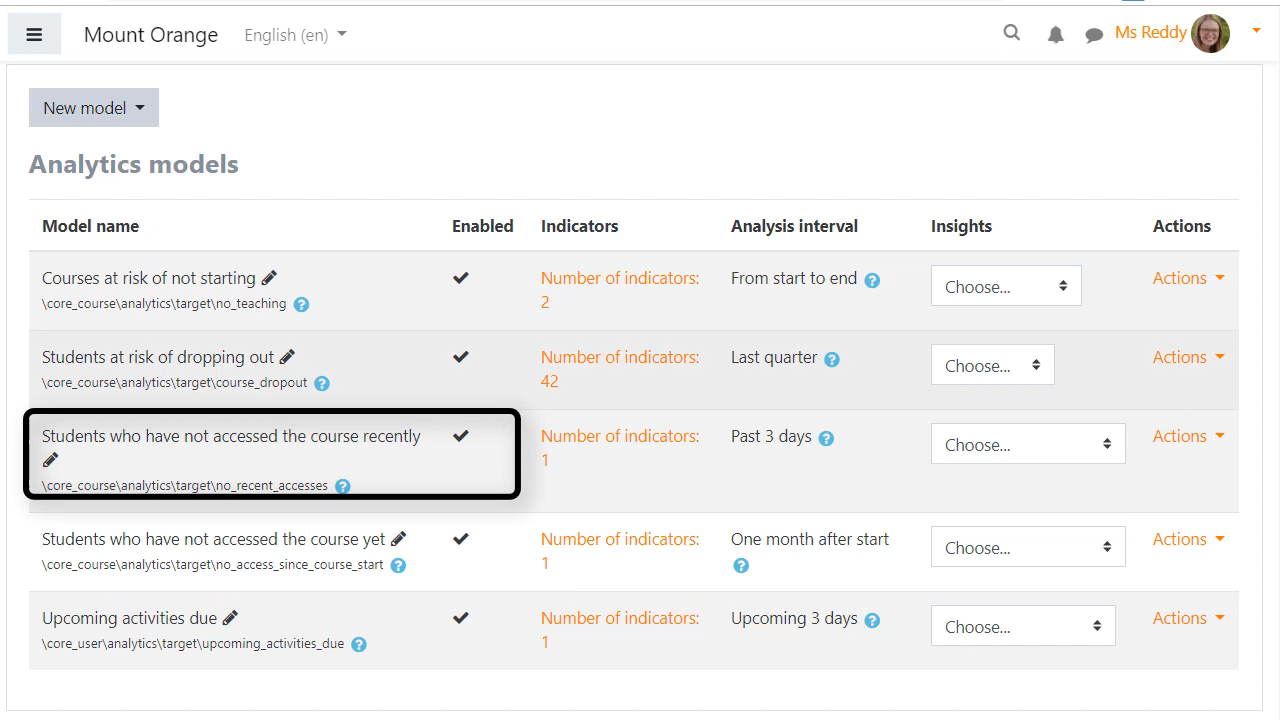 Mount Orange English (en) Ms Reddy
New model
Analytics models
Model name Enabled Indicators Analysis interval Insights Actions
Courses at risk of not starting Number of indicators: From start to end Choose... Actions
\core_course\analytics\target\no_teaching 2
Students at risk of dropping out Number of indicators: Last quarter Choose... Actions
\core_course\analytics\target\course_dropout 42
Students who have not accessed the course recently Number of indicators: Past 3 days Choose... Actions
1
\core_course\analytics\target\no_recent_accesses
Students who have not accessed the course yet Number of indicators: One month after start Choose... Actions
\core_course\analytics\target\no_access_since_course_start 1
Upcoming activities due Number of indicators: Upcoming 3 days Choose... Actions
\core_user\analytics\target\upcoming_activities_due 1